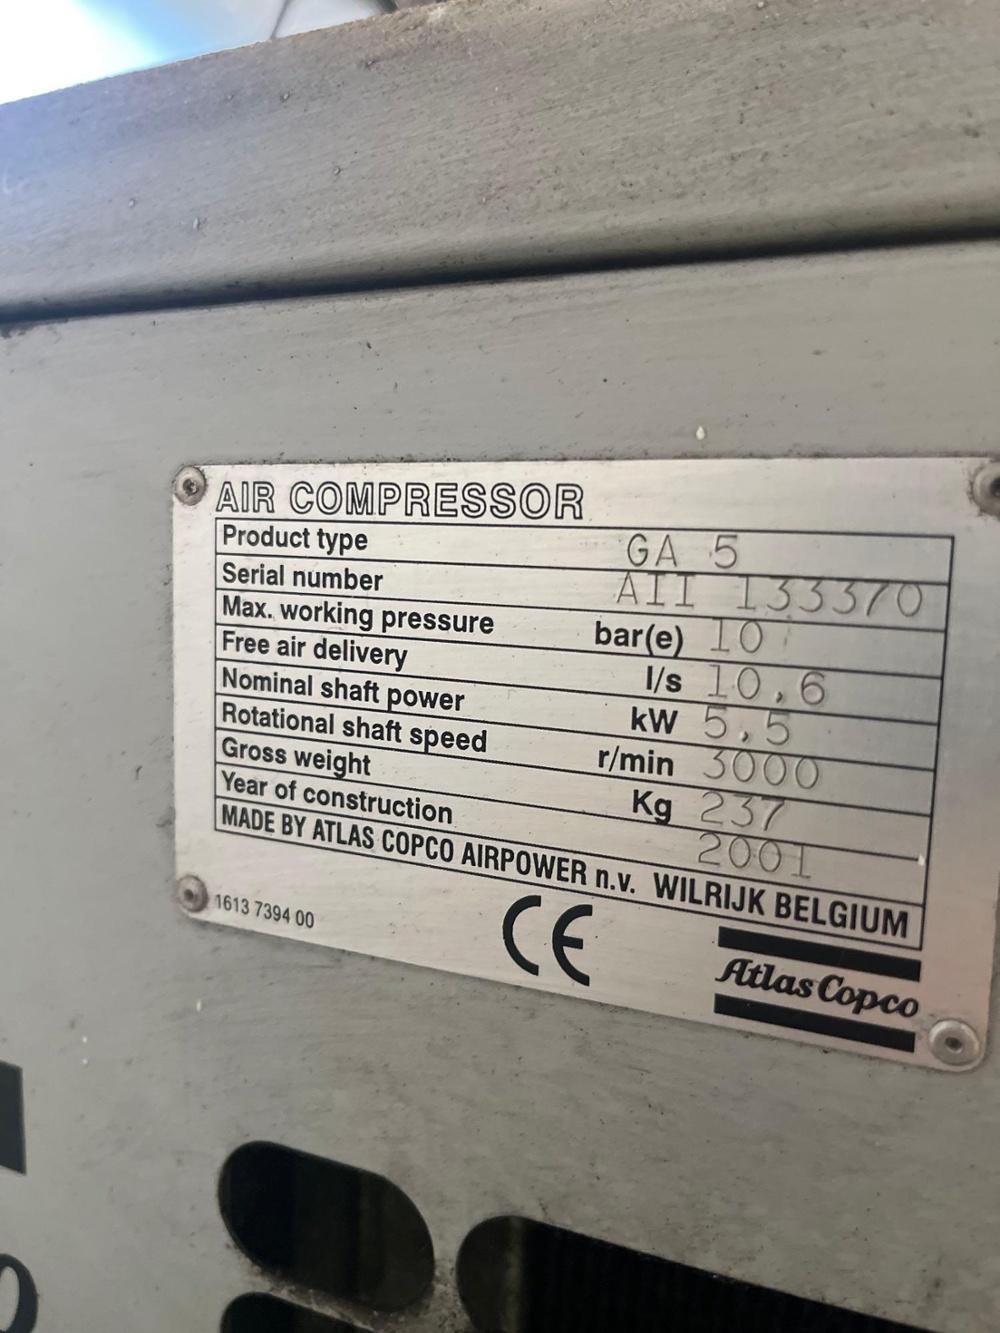 AIR COMPRESSOR
Product type GA 5
Serial number AII 133370
Max. working pressure bar(e) 10
Free air delivery l/s 10,6
Nominal shaft power kW 5,5
Rotational shaft speed r/min 3000
Gross weight Kg 237
Year of construction 2001
MADE BY ATLAS COPCO AIRPOWER n.v. WILRIJK BELGIUM
1613 7394 00
CE
Atlas Copco